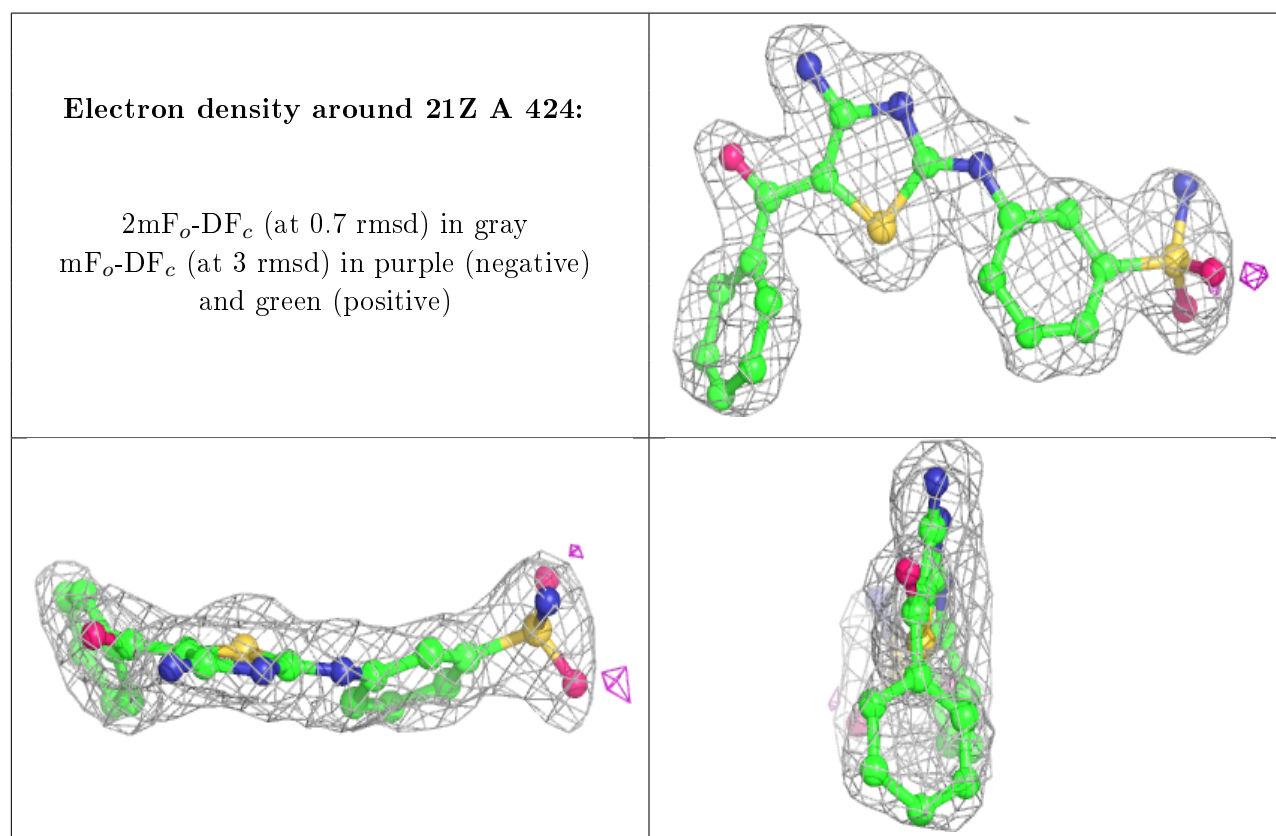 Electron density around 21Z A 424:
2mFo-DFc (at 0.7 rmsd) in gray
mFo-DFc (at 3 rmsd) in purple (negative)
and green (positive)